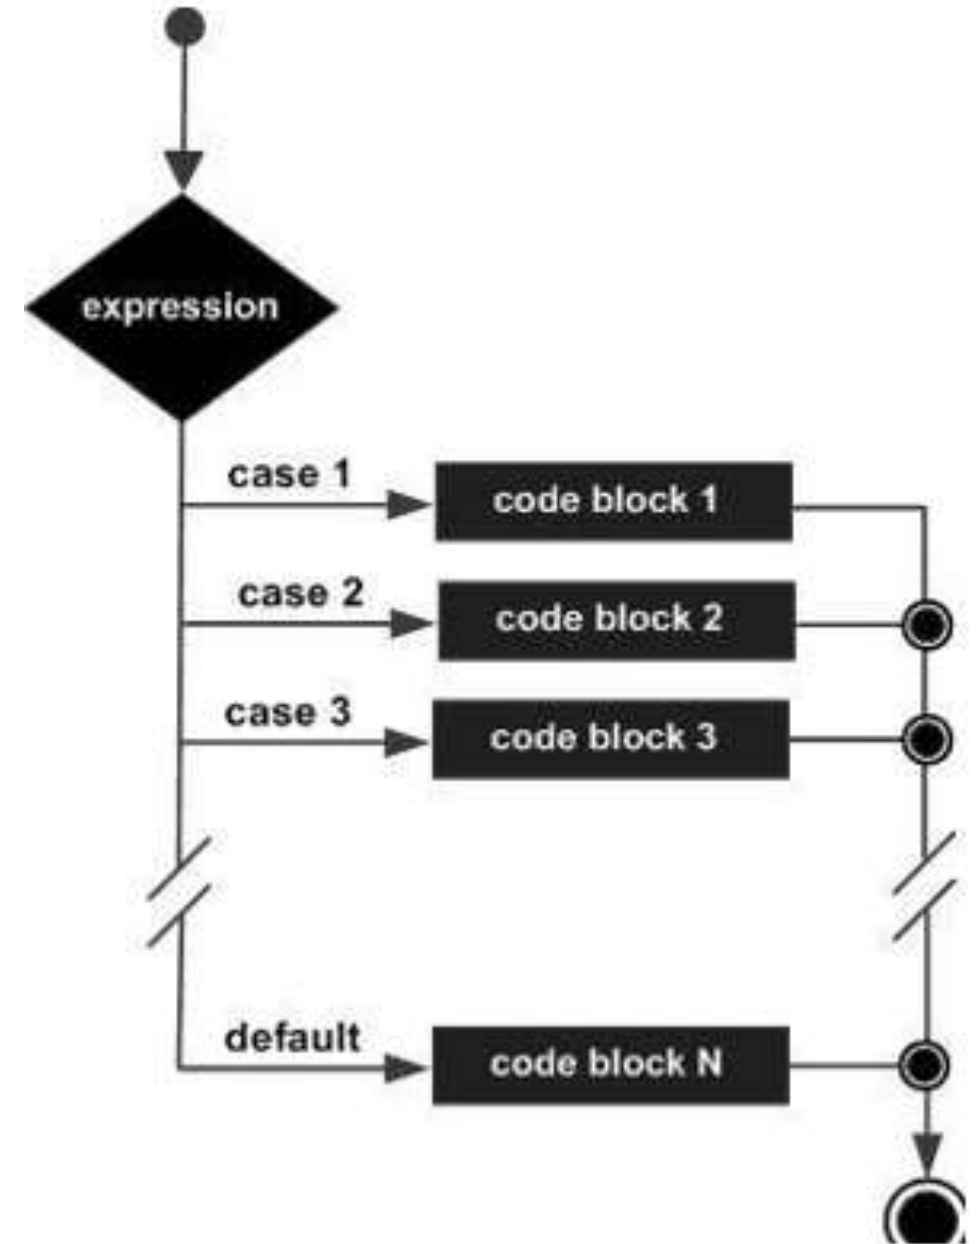 expression
case 1
code block 1
case 2
code block 2
case 3
code block 3
default
code block N